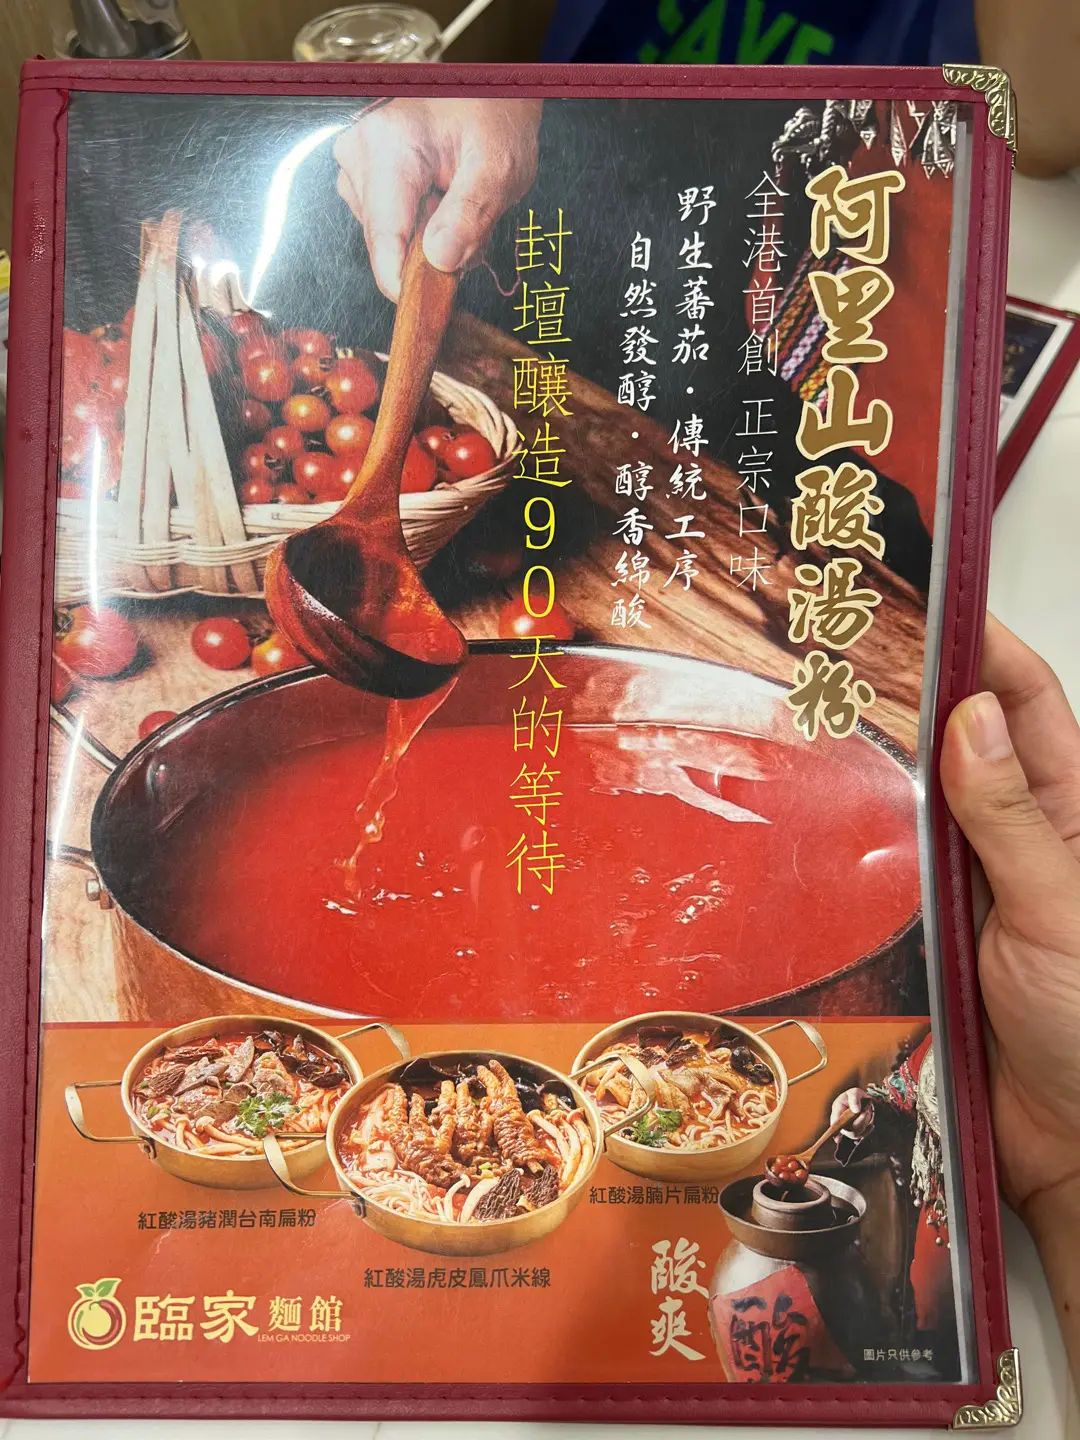 阿里山酸湯粉
全港首創 正宗口味
野生蕃茄·傳統工序
自然發醇·醇香綿酸
封壇釀造90天的等待
紅酸湯豬潤台南扁粉
紅酸湯虎皮鳳爪米線
紅酸湯腩片扁粉
酸爽
臨家麵館
LEM GA NOODLE SHOP
圖片只供參考